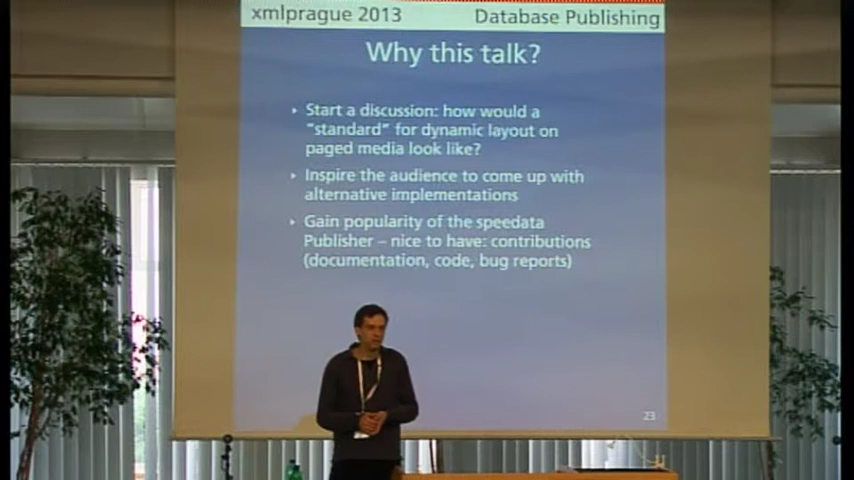 xmlprague 2013 Database Publishing
Why this talk?
Start a discussion: how would a
"standard" for dynamic layout on
paged media look like?
Inspire the audience to come up with
alternative implementations
Gain popularity of the speedata
Publisher – nice to have: contributions
(documentation, code, bug reports)
23